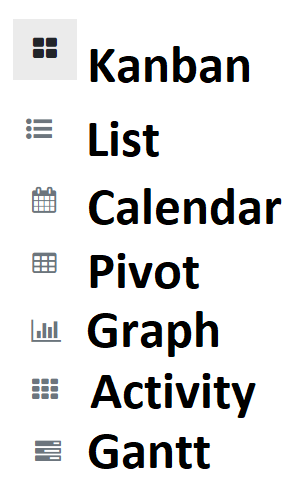 Kanban
List
Calendar
Pivot
Graph
Activity
Gantt